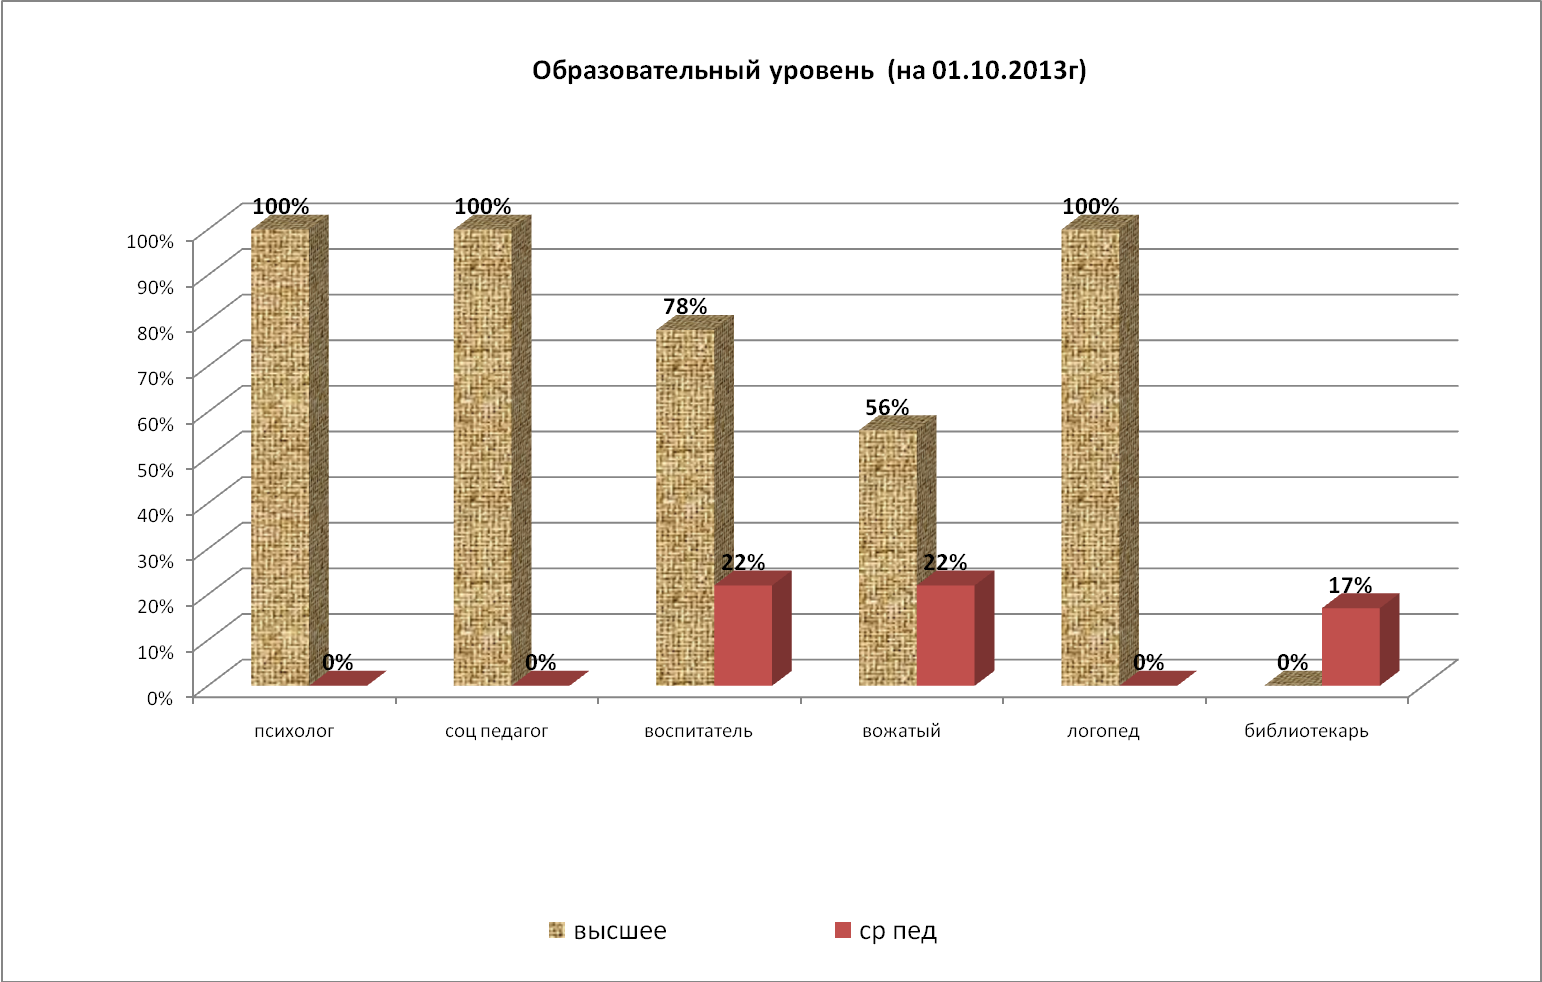 Образовательный уровень  (на 01.10.2013г)
100%
100%
100%
78%
56%
22%
22%
17%
0%
0%
0%
0%
100%
90%
80%
70%
60%
50%
40%
30%
20%
10%
0%
психолог
соц педагог
воспитатель
вожатый
логопед
библиотекарь
высшее
ср пед